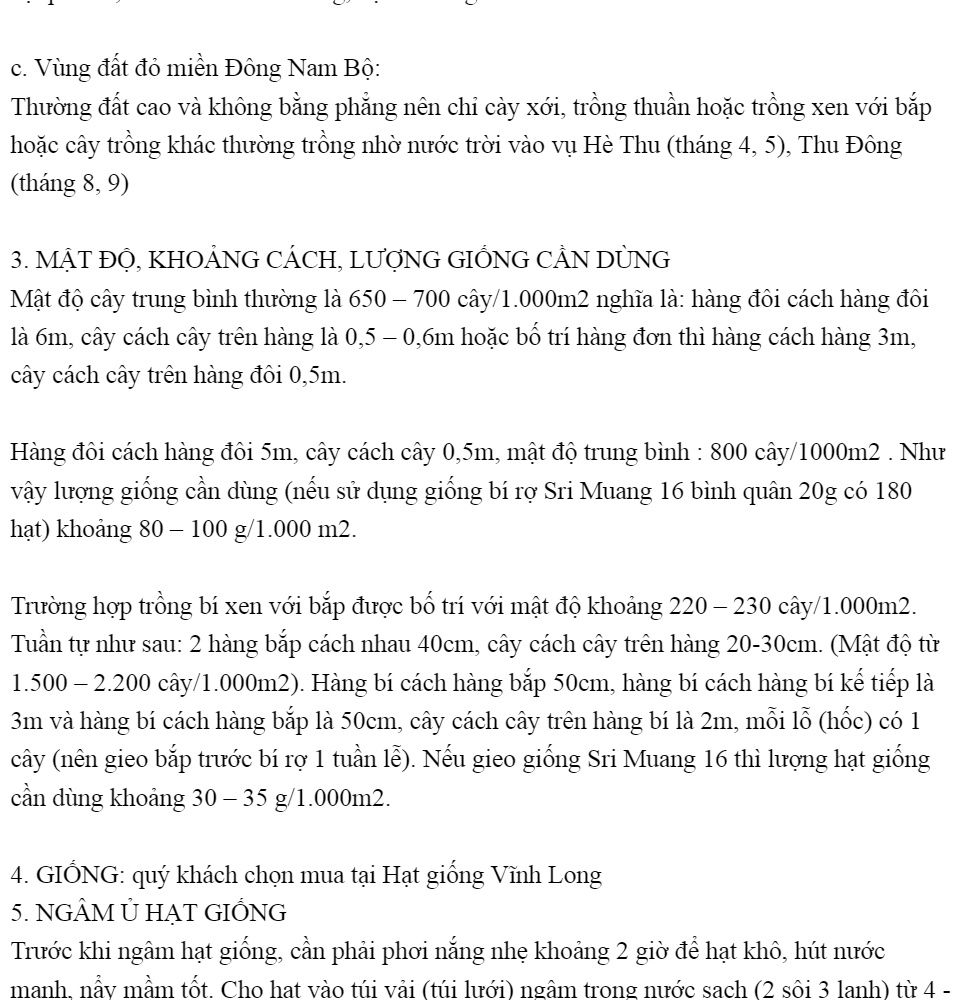 c. Vùng đất đỏ miền Đông Nam Bộ:
Thường đất cao và không bằng phẳng nên chỉ cày xới, trồng thuần hoặc trồng xen với bắp
hoặc cây trồng khác thường trồng nhờ nước trời vào vụ Hè Thu (tháng 4, 5), Thu Đông
(tháng 8, 9)
3. MẬT ĐỘ, KHOẢNG CÁCH, LƯỢNG GIỐNG CẦN DÙNG
Mật độ cây trung bình thường là 650 – 700 cây/1.000m2 nghĩa là: hàng đôi cách hàng đôi
là 6m, cây cách cây trên hàng là 0,5 – 0,6m hoặc bố trí hàng đơn thì hàng cách hàng 3m,
cây cách cây trên hàng đôi 0,5m.
Hàng đôi cách hàng đôi 5m, cây cách cây 0,5m, mật độ trung bình : 800 cây/1000m2 . Như
vậy lượng giống cần dùng (nếu sử dụng giống bí rợ Sri Muang 16 bình quân 20g có 180
hạt) khoảng 80 – 100 g/1.000 m2.
Trường hợp trồng bí xen với bắp được bố trí với mật độ khoảng 220 – 230 cây/1.000m2.
Tuần tự như sau: 2 hàng bắp cách nhau 40cm, cây cách cây trên hàng 20-30cm. (Mật độ từ
1.500 – 2.200 cây/1.000m2). Hàng bí cách hàng bắp 50cm, hàng bí cách hàng bí kế tiếp là
3m và hàng bí cách hàng bắp là 50cm, cây cách cây trên hàng bí là 2m, mỗi lỗ (hốc) có 1
cây (nên gieo bắp trước bí rợ 1 tuần lễ). Nếu gieo giống Sri Muang 16 thì lượng hạt giống
cần dùng khoảng 30 – 35 g/1.000m2.
4. GIỐNG: quý khách chọn mua tại Hạt giống Vĩnh Long
5. NGÂM Ủ HẠT GIỐNG
Trước khi ngâm hạt giống, cần phải phơi nắng nhẹ khoảng 2 giờ để hạt khô, hút nước
mạnh, nẩy mầm tốt. Cho hạt vào túi vải (túi lưới) ngâm trong nước sạch (2 sôi 3 lạnh) từ 4 -